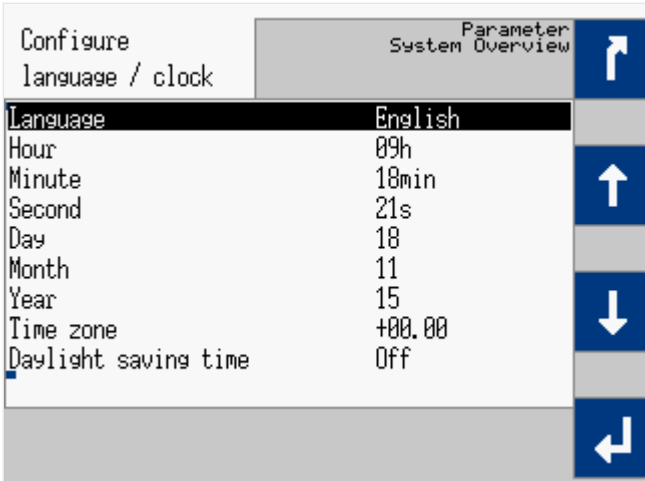 Configure
language / clock
Parameter
System Overview
Language English
Hour 09h
Minute 18min
Second 21s
Day 18
Month 11
Year 15
Time zone +00.00
Daylight saving time Off